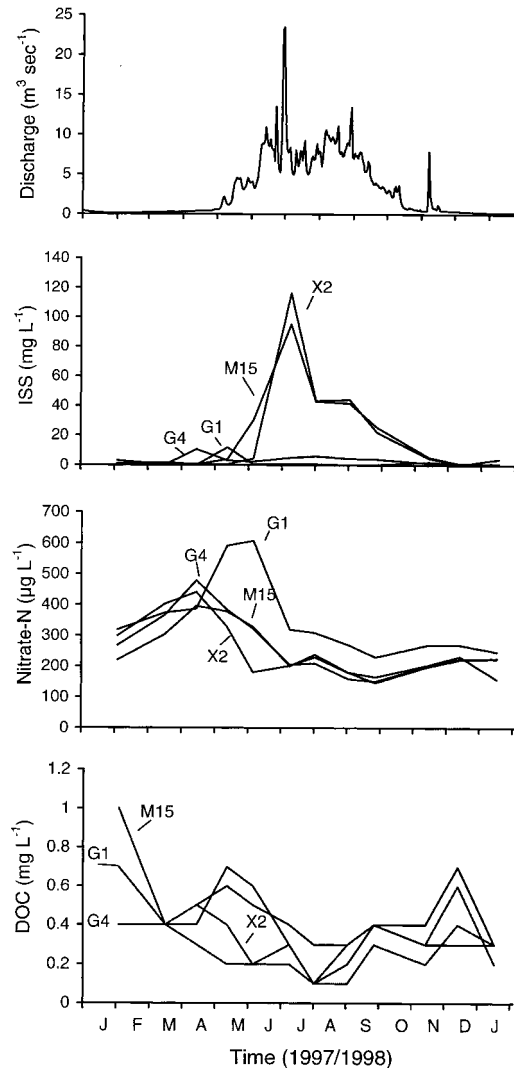 Discharge (m³ sec⁻¹)
25
20
15
10
5
0
ISS (mg L⁻¹)
140
120
100
80
60
40
20
0
X2
M15
G4
G1
Nitrate-N (µg L⁻¹)
700
600
500
400
300
200
100
0
G1
G4
M15
X2
DOC (mg L⁻¹)
1.2
1
0.8
0.6
0.4
0.2
0
M15
G1
G4
X2
J F M A M J J A S O N D J
Time (1997/1998)